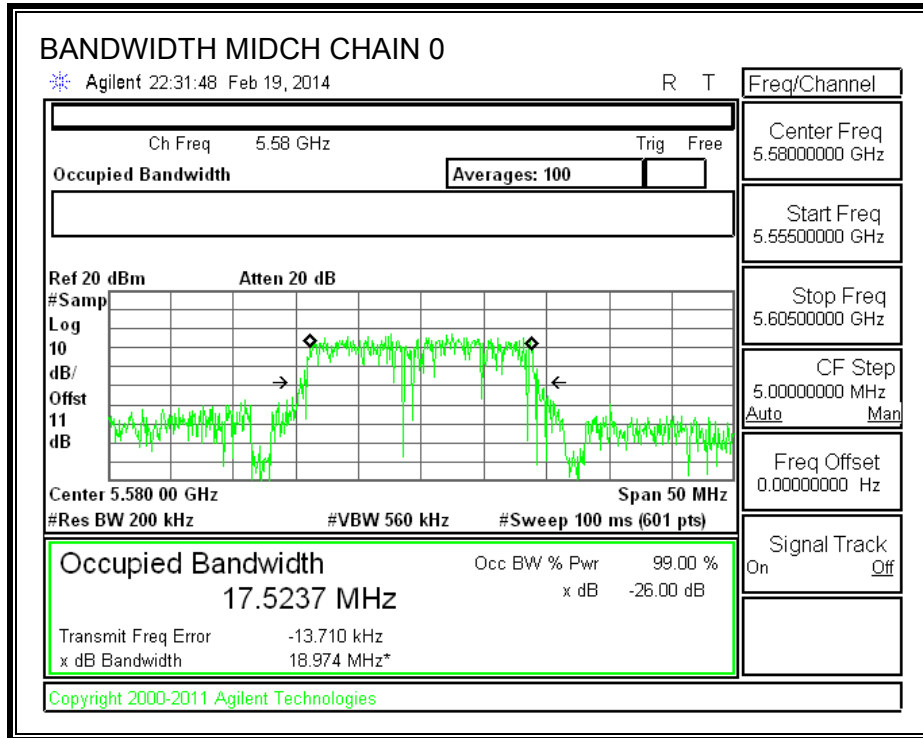 BANDWIDTH MIDCH CHAIN 0
Agilent 22:31:48 Feb 19, 2014 R T
Ch Freq 5.58 GHz Trig Free
Occupied Bandwidth Averages: 100
Ref 20 dBm Atten 20 dB
#Samp
Log
10
dB/
Offst
11
dB
Center 5.580 00 GHz Span 50 MHz
#Res BW 200 kHz #VBW 560 kHz #Sweep 100 ms (601 pts)
Occupied Bandwidth Occ BW % Pwr 99.00 %
17.5237 MHz x dB -26.00 dB
Transmit Freq Error -13.710 kHz
x dB Bandwidth 18.974 MHz*
Copyright 2000-2011 Agilent Technologies
Freq/Channel
Center Freq
5.58000000 GHz
Start Freq
5.55500000 GHz
Stop Freq
5.60500000 GHz
CF Step
5.00000000 MHz
Auto Man
Freq Offset
0.00000000 Hz
Signal Track
On Off